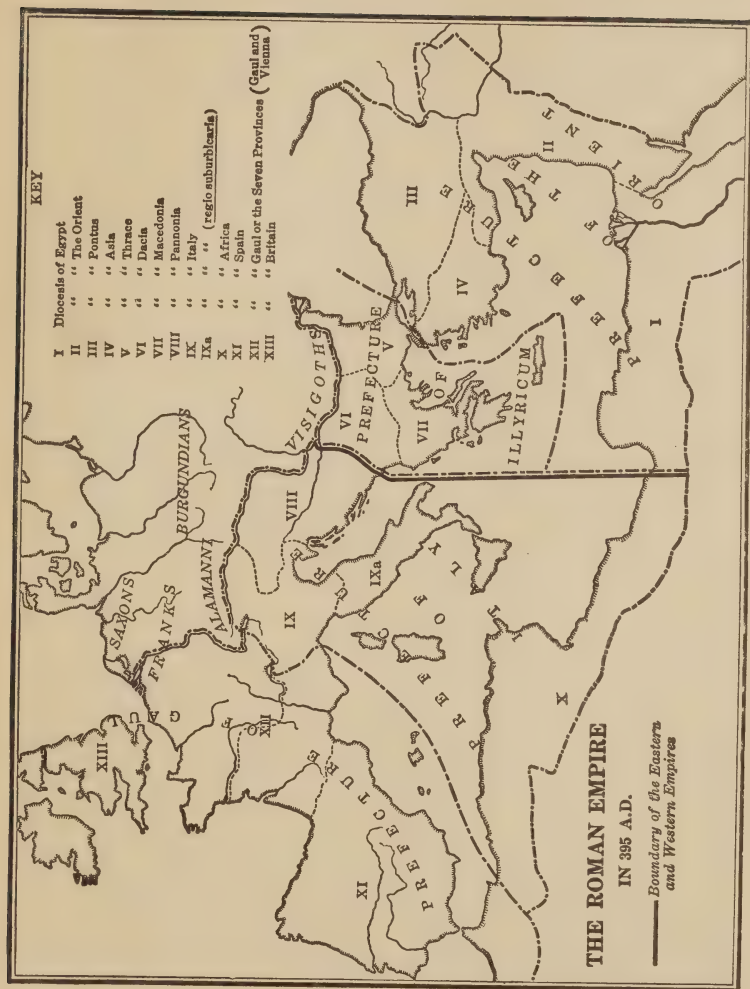 KEY
I Diocesis of Egypt
II “ “ The Orient
III “ “ Pontus
IV “ “ Asia
V “ “ Thrace
VI “ “ Dacia
VII “ “ Macedonia
VIII “ “ Pannonia
IX “ “ Italy
IXa “ “ “ (regio suburbicaria)
X “ “ Africa
XI “ “ Spain
XII “ “ Gaul or the Seven Provinces (Gaul and Vienna)
XIII “ “ Britain
XIII
SAXONS
FRANKS
BURGUNDIANS
ALAMANNI
VISIGOTHS
PREFECTURE OF GAUL
XII
XI
PREFECTURE OF ITALY
VIII
IX
IXa
X
PREFECTURE OF ILLYRICUM
VI
V
VII
PREFECTURE OF THE ORIENT
III
IV
II
I
THE ROMAN EMPIRE
IN 395 A.D.
Boundary of the Eastern
and Western Empires